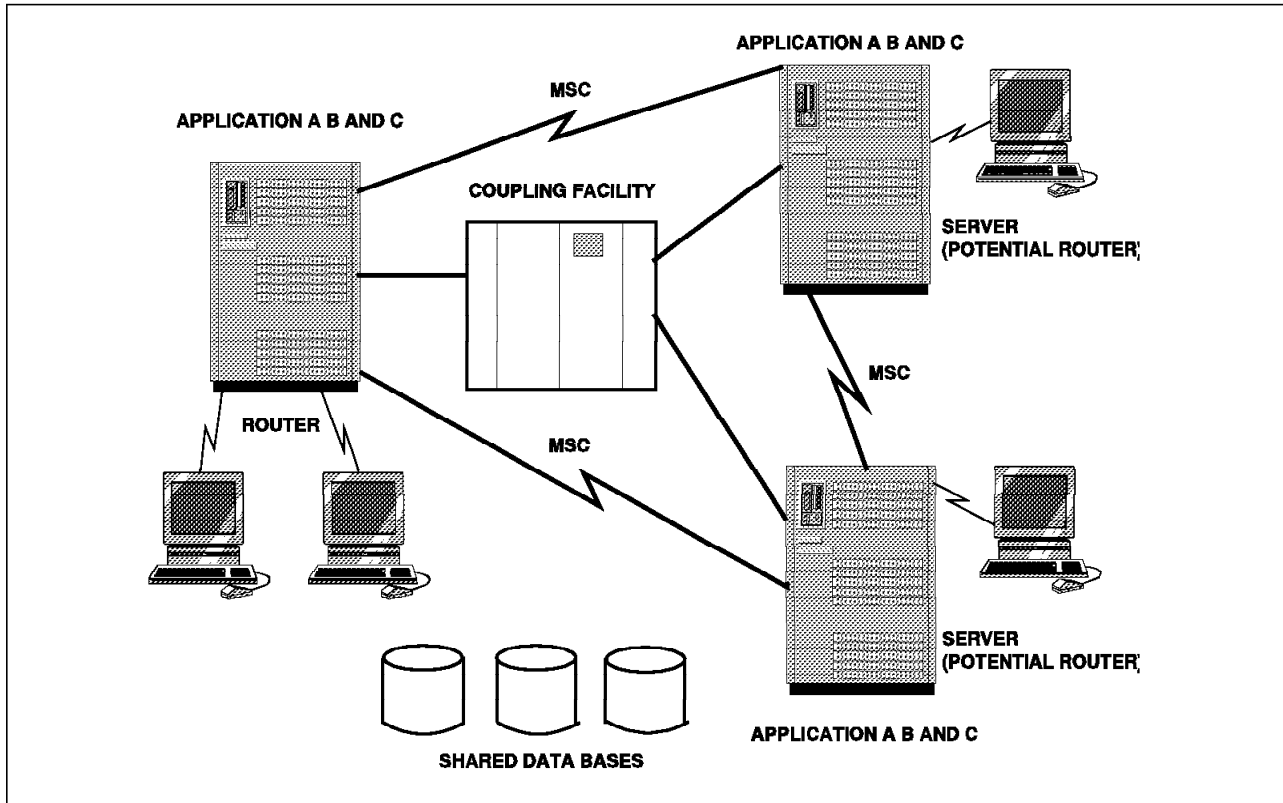 APPLICATION A B AND C
MSC
APPLICATION A B AND C
COUPLING FACILITY
SERVER
(POTENTIAL ROUTER)
MSC
ROUTER
MSC
SERVER
(POTENTIAL ROUTER)
APPLICATION A B AND C
SHARED DATA BASES